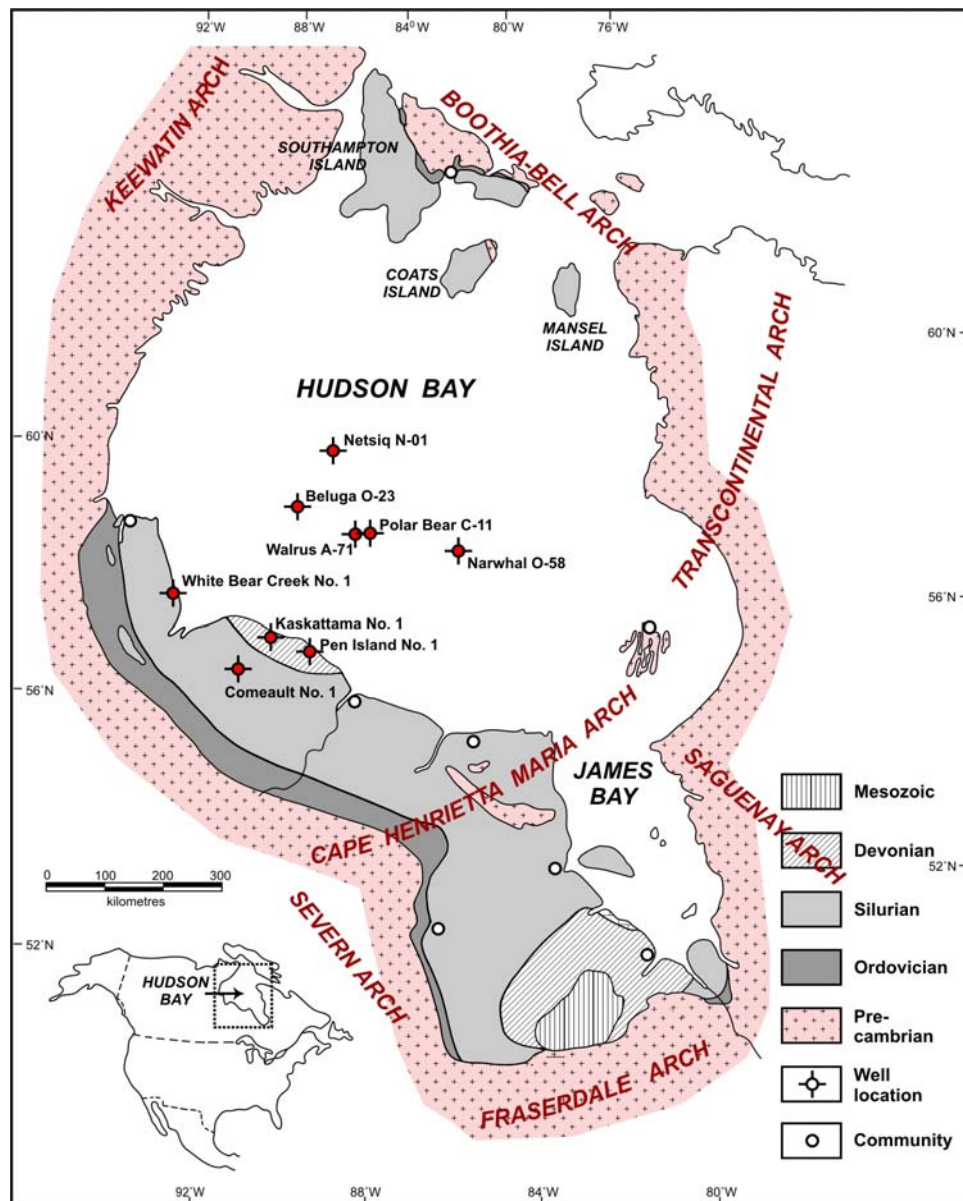 92˚W
88˚W
84⁰W
80˚W
76˚W
KEEWATIN ARCH
BOOTHIA-BELL ARCH
SOUTHAMPTON
ISLAND
COATS
ISLAND
MANSEL
ISLAND
60˚N
TRANSCONTINENTAL ARCH
HUDSON BAY
60˚N
Netsiq N-01
Beluga O-23
Polar Bear C-11
Walrus A-71
Narwhal O-58
White Bear Creek No. 1
56˚N
Kaskattama No. 1
Pen Island No. 1
Comeault No. 1
56˚N
CAPE HENRIETTA MARIA ARCH
JAMES
BAY
SAGUENAY ARCH
Mesozoic
Devonian
52˚N
0 100 200 300
kilometres
SEVERN ARCH
Silurian
52˚N
HUDSON
BAY
Ordovician
Pre-
cambrian
FRASERDALE ARCH
Well
location
Community
92˚W
88˚W
84˚W
80˚W